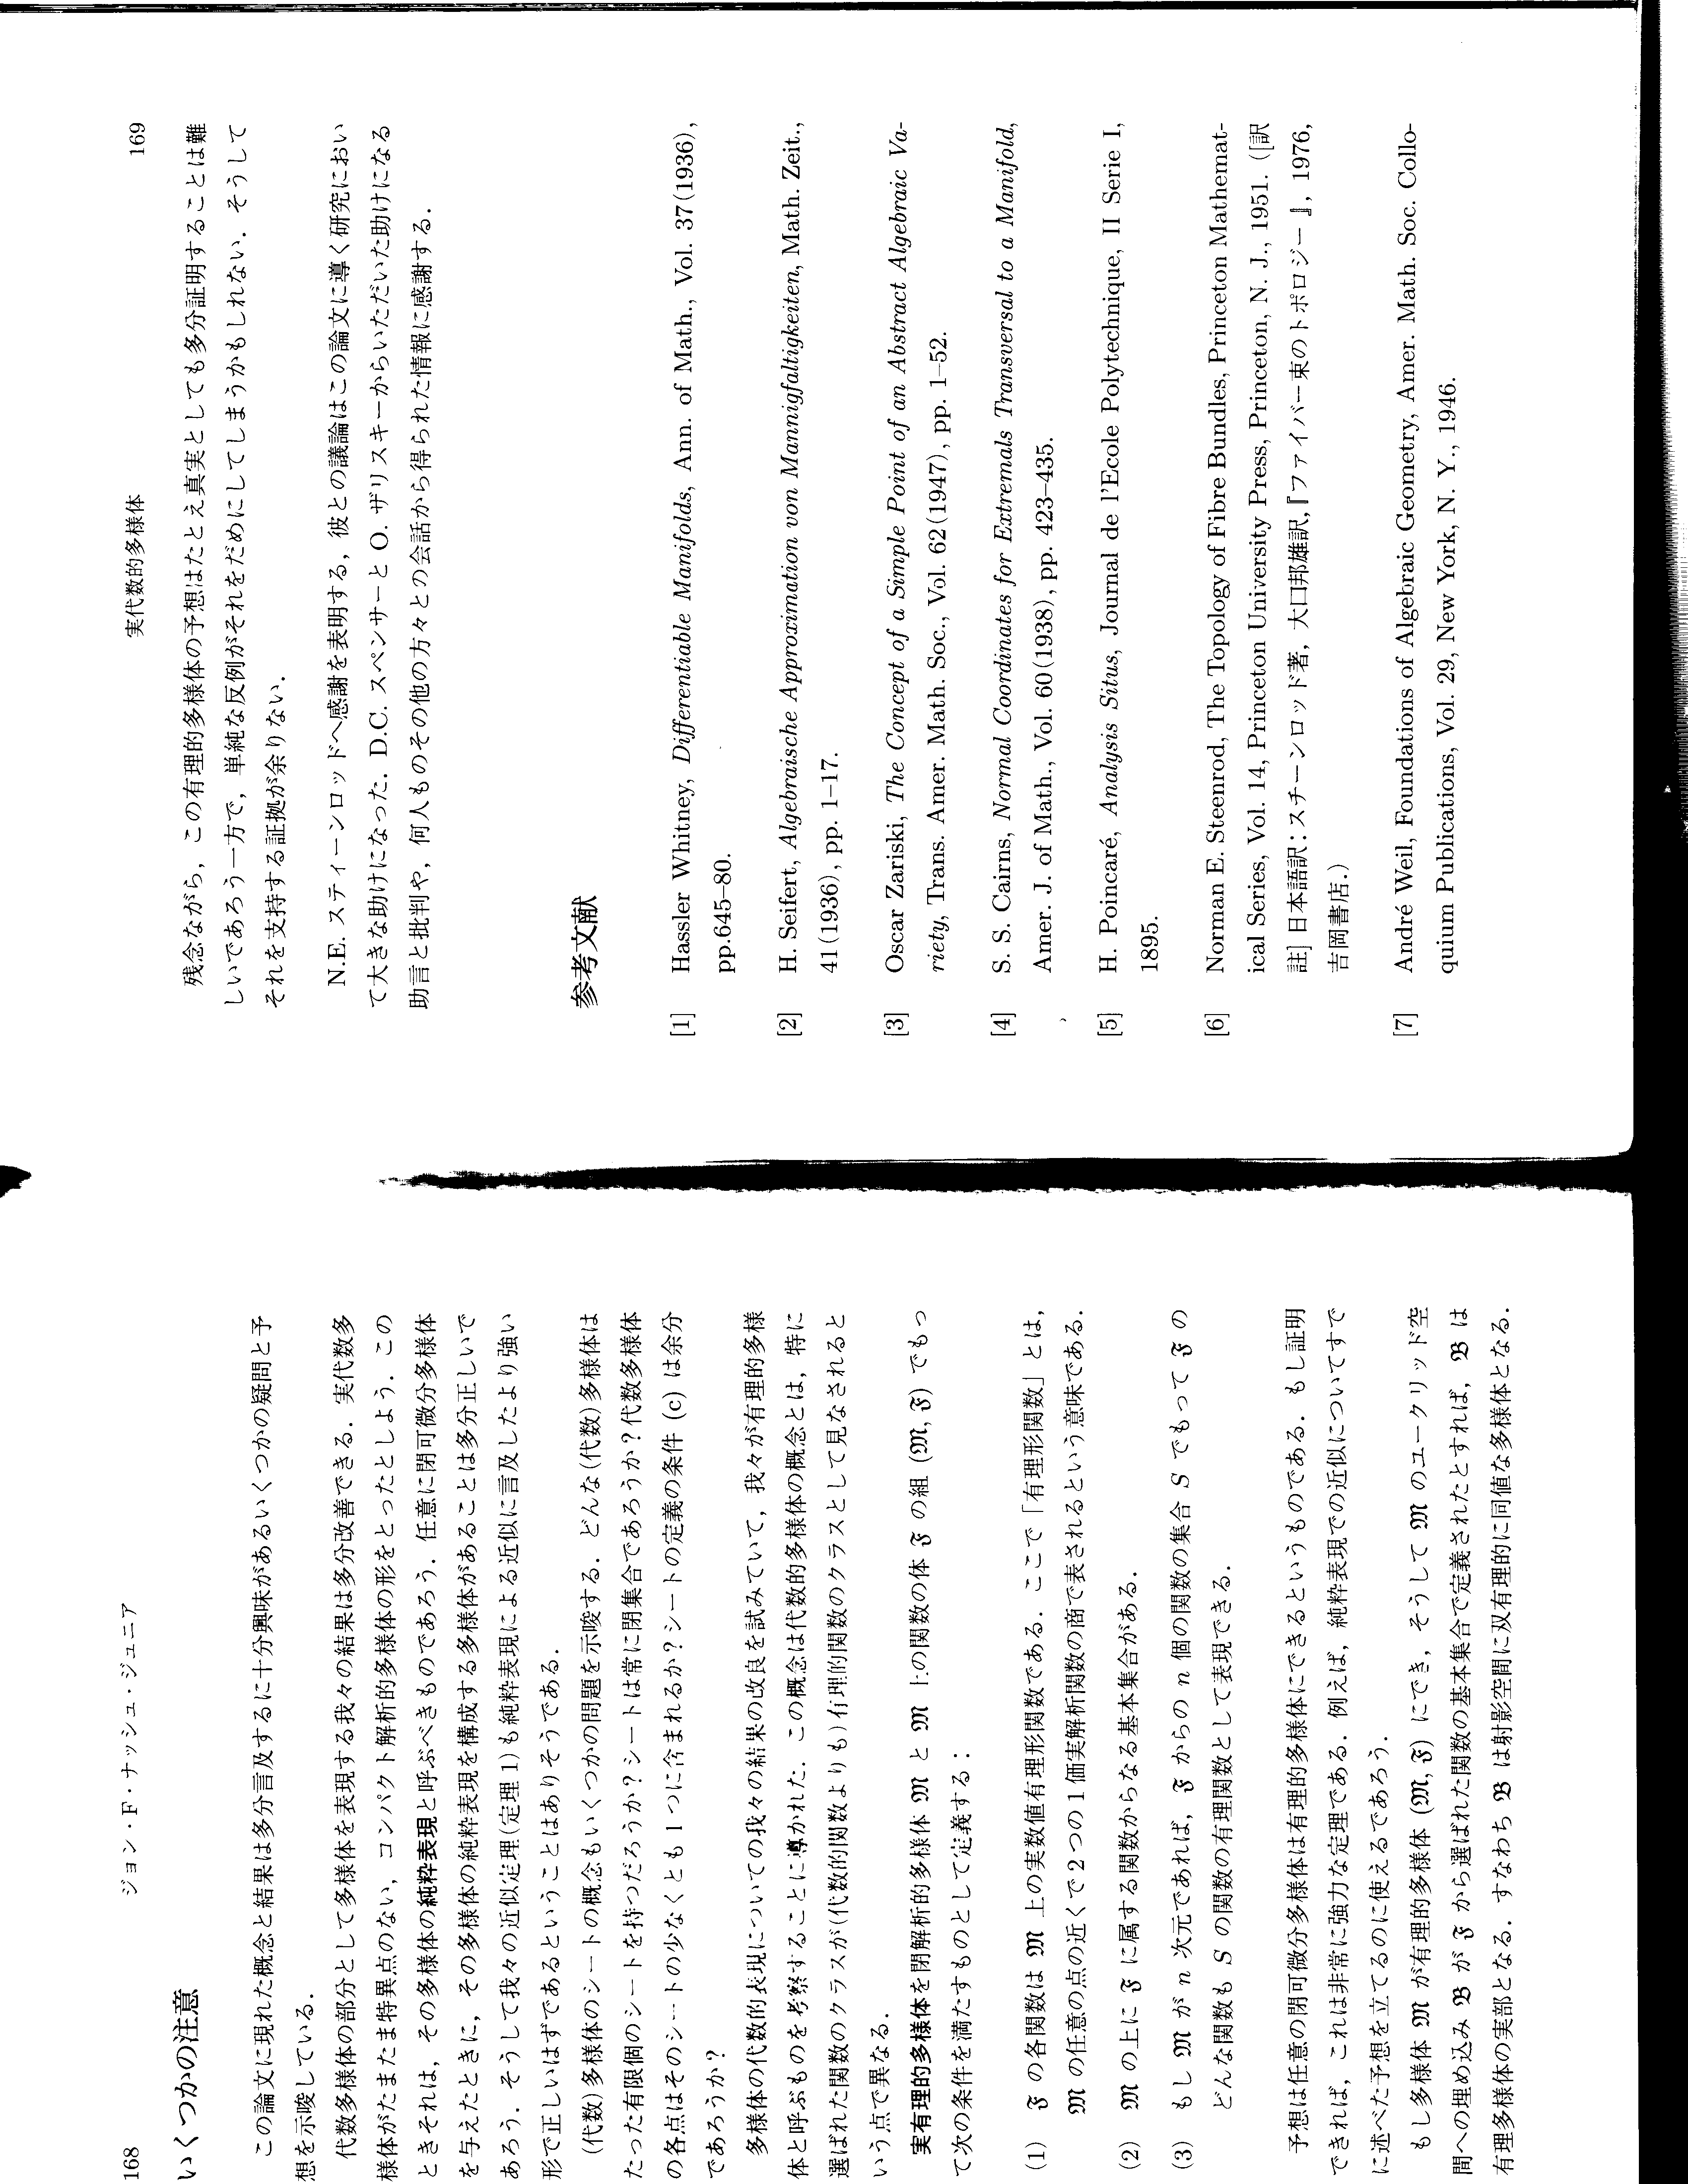 168
ジョン・F・ナッシュ・ジュニア
いくつかの注意
この論文に現れた概念と結果は多分言及するに十分興味があるいくつかの疑問と予
想を示唆している.
代数多様体の部分として多様体を表現する我々の結果は多分改善できる. 実代数多
様体がたまたま特異点のない, コンパクト解析的多様体の形をとったとしよう. この
ときそれは, その多様体の純粋表現と呼ぶべきものであろう. 任意に閉可微分多様体
を与えたときに, その多様体の純粋表現を構成する多様体があることは多分正しいで
あろう. そうして我々の近似定理(定理1)も純粋表現による近似に言及したより強い
形で正しいはずであるということはありそうである.
(代数)多様体のシートの概念もいくつかの問題を示唆する. どんな(代数)多様体は
たった有限個のシートを持つだろうか?シートは常に閉集合であろうか?代数多様体
の各点はそのシートの少なくとも1つに含まれるか?シートの定義の条件 (c) は余分
であろうか?
多様体の代数的表現についての我々の結果の改良を試みていて, 我々が有理的多様
体と呼ぶものを考察することに導かれた. この概念は代数的多様体の概念とは, 特に
選ばれた関数のクラスが(代数的関数よりも)有理的関数のクラスとして見なされると
いう点で異なる.
実有理的多様体を閉解析的多様体 𝔐 と 𝔐 上の関数の体 𝔉 の組 (𝔐, 𝔉) でもっ
て次の条件を満たすものとして定義する:
(1) 𝔉 の各関数は 𝔐 上の実数値有理形関数である. ここで「有理形関数」とは,
𝔐 の任意の点の近くで2つの1価実解析関数の商で表されるという意味である.
(2) 𝔐 の上に 𝔉 に属する関数からなる基本集合がある.
(3) もし 𝔐 が n 次元であれば, 𝔉 からの n 個の関数の集合 S でもって 𝔉 の
どんな関数も S の関数の有理関数として表現できる.
予想は任意の閉可微分多様体は有理的多様体にできるというものである. もし証明
できれば, これは非常に強力な定理である. 例えば, 純粋表現での近似についてすで
に述べた予想を立てるのに使えるであろう.
もし多様体 𝔐 が有理的多様体 (𝔐, 𝔉) にでき, そうして 𝔐 のユークリッド空
間への埋め込み 𝔅 が 𝔉 から選ばれた関数の基本集合で定義されたとすれば, 𝔅 は
有理多様体の実部となる. すなわち 𝔅 は射影空間に双有理的に同値な多様体となる.
実代数的多様体
169
残念ながら, この有理的多様体の予想はたとえ真実としても多分証明することは難
しいであろう一方で, 単純な反例がそれをだめにしてしまうかもしれない. そうして
それを支持する証拠が余りない.
N.E. スティーンロッドへ感謝を表明する, 彼との議論はこの論文に導く研究におい
て大きな助けになった. D.C. スペンサーと O. ザリスキーからいただいた助けになる
助言と批判や, 何人ものその他の方々との会話から得られた情報に感謝する.
参考文献
[1] Hassler Whitney, Differentiable Manifolds, Ann. of Math., Vol. 37(1936),
pp.645–80.
[2] H. Seifert, Algebraische Approximation von Mannigfaltigkeiten, Math. Zeit.,
41(1936), pp. 1–17.
[3] Oscar Zariski, The Concept of a Simple Point of an Abstract Algebraic Va-
riety, Trans. Amer. Math. Soc., Vol. 62(1947), pp. 1–52.
[4] S. S. Cairns, Normal Coordinates for Extremals Transversal to a Manifold,
Amer. J. of Math., Vol. 60(1938), pp. 423–435.
[5] H. Poincaré, Analysis Situs, Journal de l'Ecole Polytechnique, II Serie I,
1895.
[6] Norman E. Steenrod, The Topology of Fibre Bundles, Princeton Mathemat-
ical Series, Vol. 14, Princeton University Press, Princeton, N. J., 1951. ([訳
註] 日本語訳:スチーンロッド著, 大口邦雄訳,『ファイバー束のトポロジー』, 1976,
吉岡書店.)
[7] André Weil, Foundations of Algebraic Geometry, Amer. Math. Soc. Collo-
quium Publications, Vol. 29, New York, N. Y., 1946.